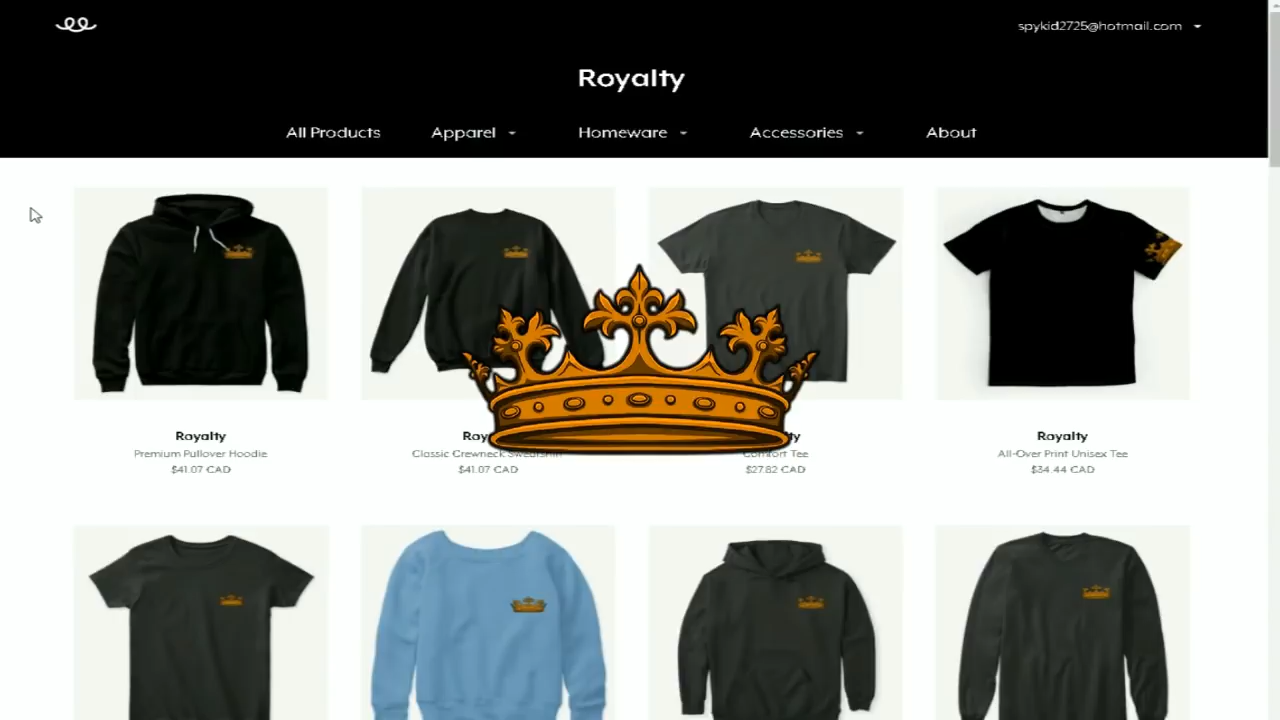 spykid2725@hotmail.com
Royalty
All Products Apparel Homeware Accessories About
Royalty
Premium Pullover Hoodie
$41.07 CAD
Classic Crewneck Sweatshirt
$41.07 CAD
Comfort Tee
$27.82 CAD
Royalty
All-Over Print Unisex Tee
$34.44 CAD